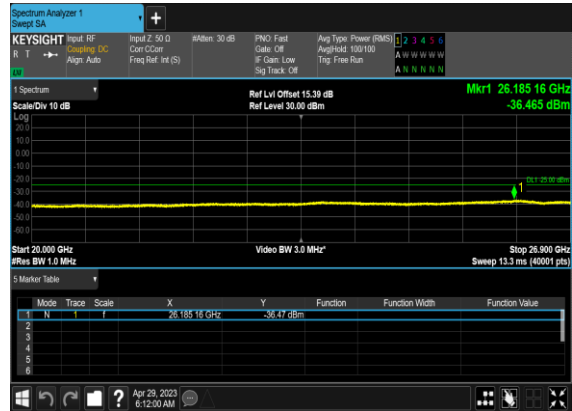 Spectrum Analyzer 1
Swept SA
+
KEYSIGHT Input: RF Input Z: 50 Ω #Atten: 30 dB PNO: Fast Avg Type: Power (RMS) 1 2 3 4 5 6
R T Coupling: DC Corr CCorr Gate: Off Avg|Hold: 100/100 A W W W W W
Align: Auto Freq Ref: Int (S) IF Gain: Low Trig: Free Run
Sig Track: Off A N N N N N
1 Spectrum
Ref Lvl Offset 15.39 dB Mkr1 26.185 16 GHz
Scale/Div 10 dB Ref Level 30.00 dBm -36.465 dBm
Log
20.0
10.0
0.00
-10.0
-20.0
DL1 -25.00 dBm
-30.0
1
-40.0
-50.0
-60.0
Start 20.000 GHz Video BW 3.0 MHz* Stop 26.900 GHz
#Res BW 1.0 MHz Sweep 13.3 ms (40001 pts)
5 Marker Table
Mode Trace Scale X Y Function Function Width Function Value
1 N 1 f 26.185 16 GHz -36.47 dBm
2
3
4
5
6
? Apr 29, 2023
6:12:00 AM